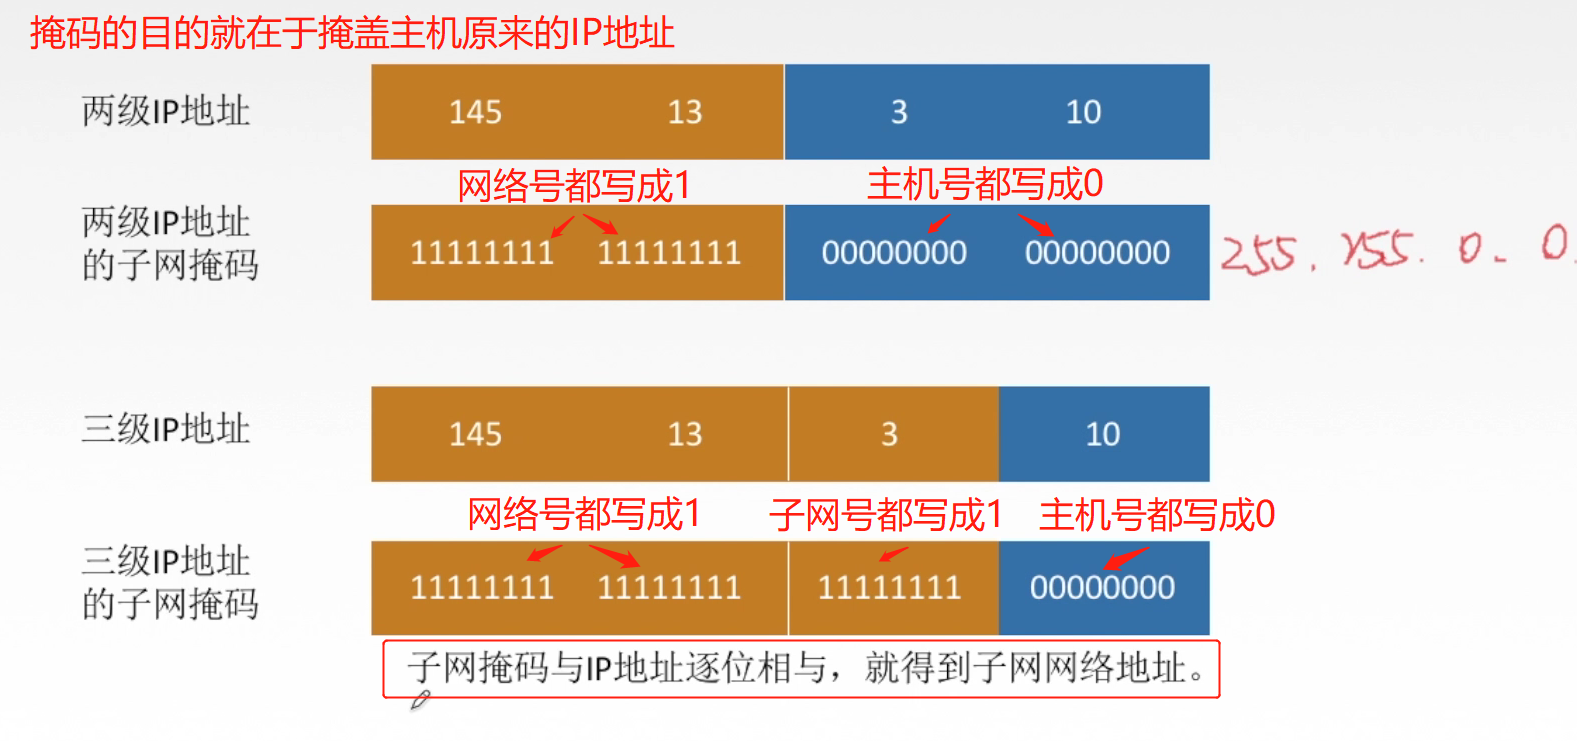 掩码的目的就在于掩盖主机原来的IP地址
两级IP地址
145 13 3 10
网络号都写成1 主机号都写成0
两级IP地址
的子网掩码
11111111 11111111 00000000 00000000
255. 255. 0. 0.
三级IP地址
145 13 3 10
网络号都写成1 子网号都写成1 主机号都写成0
三级IP地址
的子网掩码
11111111 11111111 11111111 00000000
子网掩码与IP地址逐位相与，就得到子网网络地址。